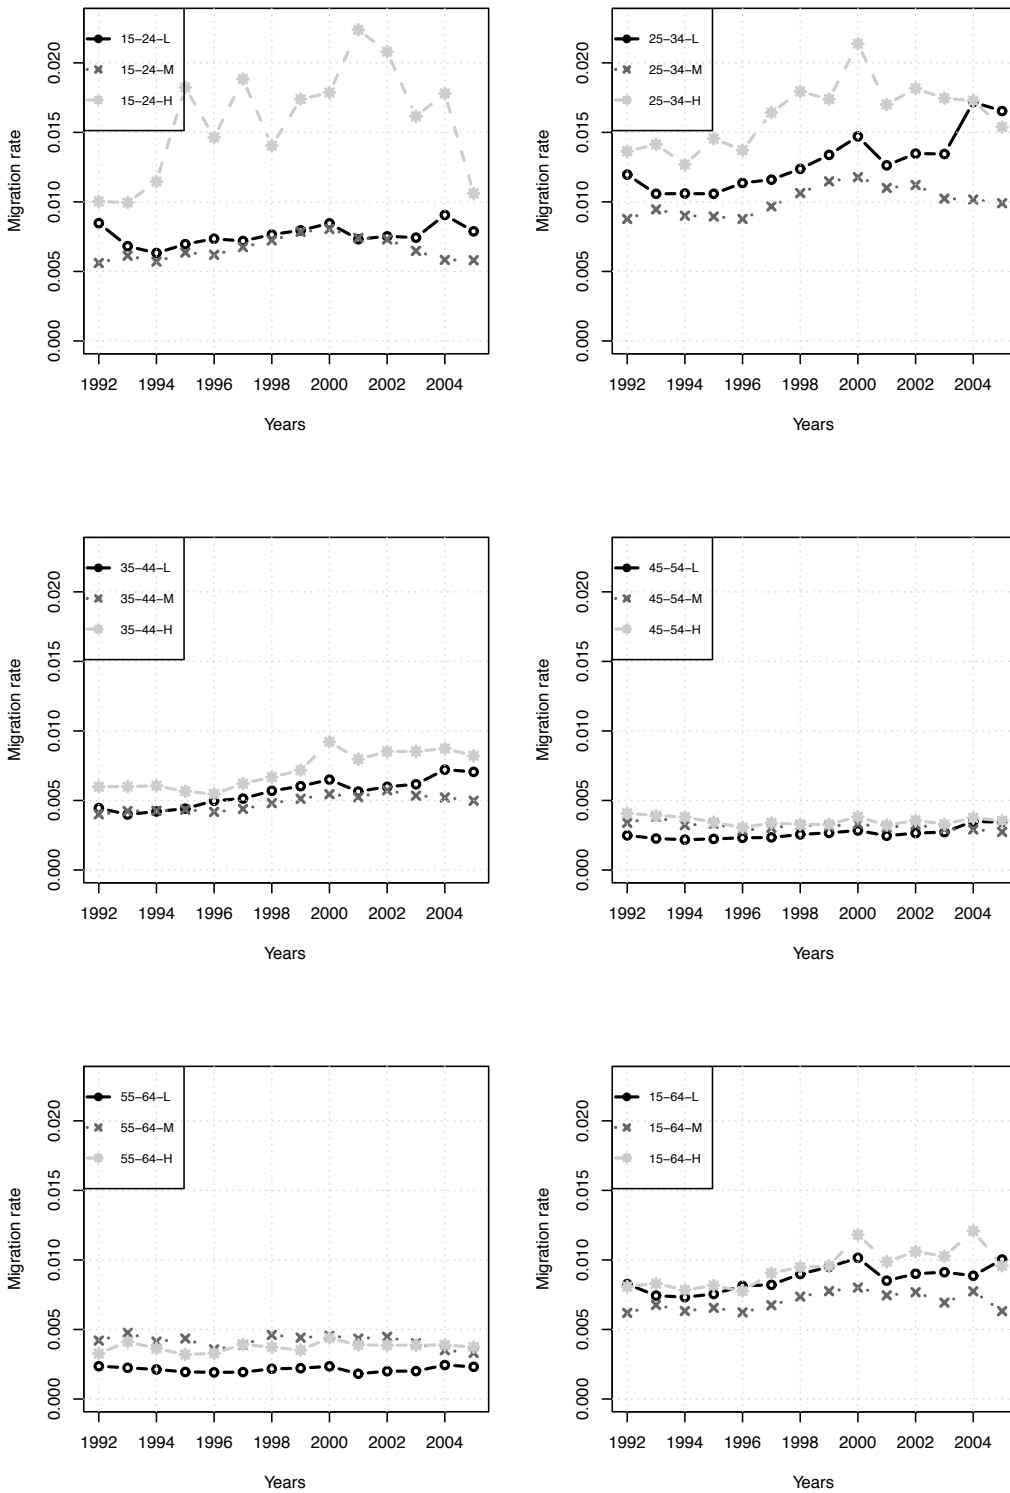 15−24−L
15−24−M
15−24−H
Migration rate
0.000 0.005 0.010 0.015 0.020
1992 1994 1996 1998 2000 2002 2004
Years
25−34−L
25−34−M
25−34−H
Migration rate
0.000 0.005 0.010 0.015 0.020
1992 1994 1996 1998 2000 2002 2004
Years
35−44−L
35−44−M
35−44−H
Migration rate
0.000 0.005 0.010 0.015 0.020
1992 1994 1996 1998 2000 2002 2004
Years
45−54−L
45−54−M
45−54−H
Migration rate
0.000 0.005 0.010 0.015 0.020
1992 1994 1996 1998 2000 2002 2004
Years
55−64−L
55−64−M
55−64−H
Migration rate
0.000 0.005 0.010 0.015 0.020
1992 1994 1996 1998 2000 2002 2004
Years
15−64−L
15−64−M
15−64−H
Migration rate
0.000 0.005 0.010 0.015 0.020
1992 1994 1996 1998 2000 2002 2004
Years